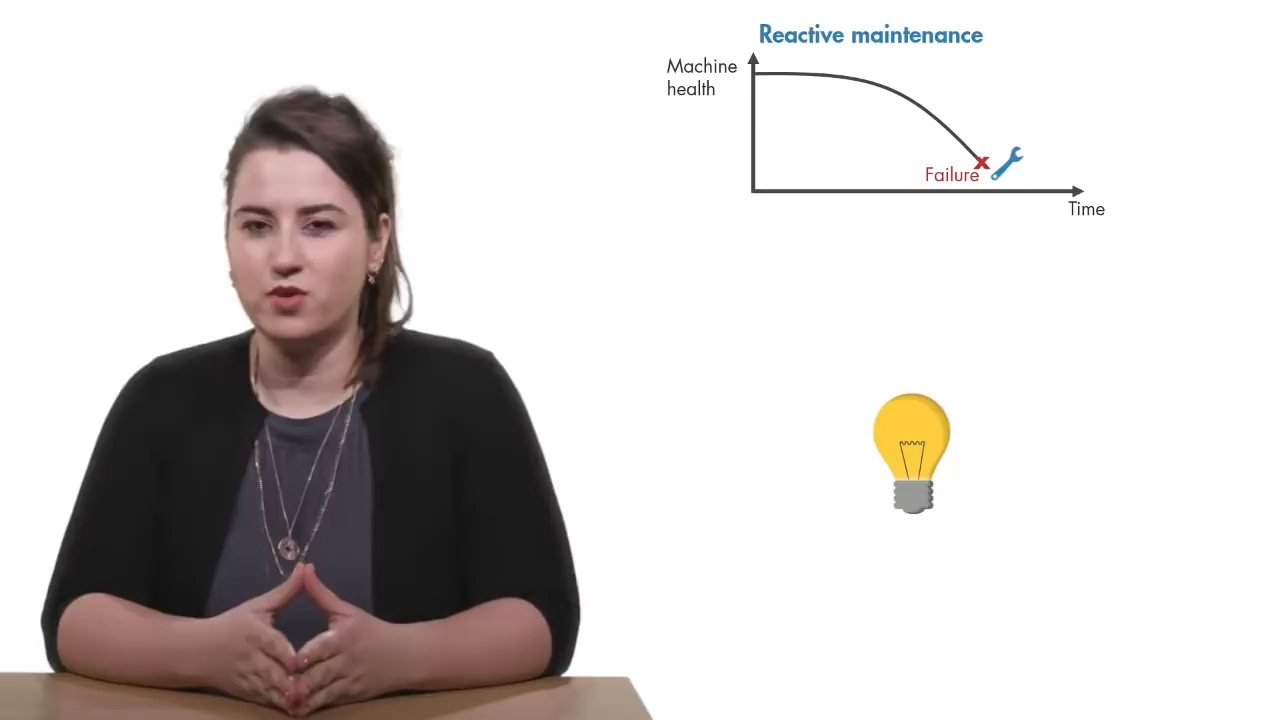 Reactive maintenance
Machine
health
Failure
Time